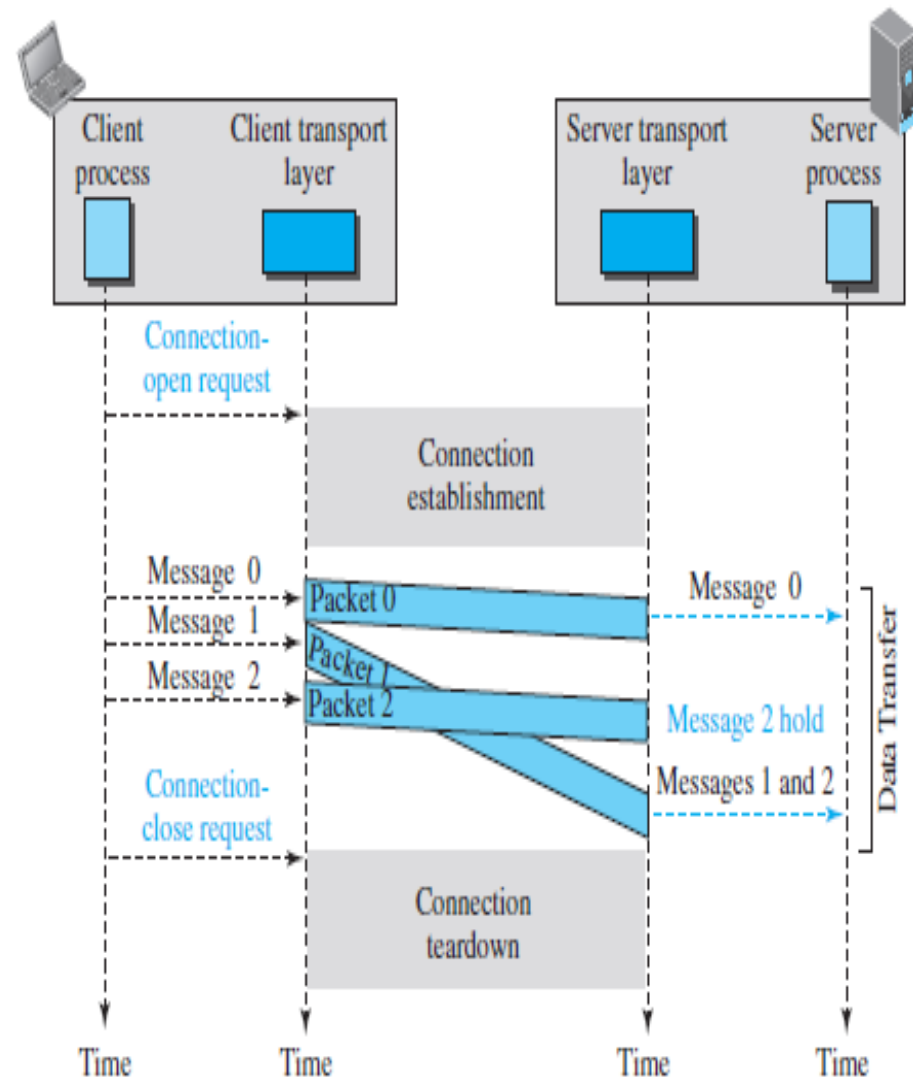 Client
process
Client transport
layer
Server transport
layer
Server
process
Connection-
open request
Connection
establishment
Message 0
Packet 0
Message 0
Message 1
Packet 1
Message 2
Packet 2
Message 2 hold
Messages 1 and 2
Data Transfer
Connection-
close request
Connection
teardown
Time
Time
Time
Time